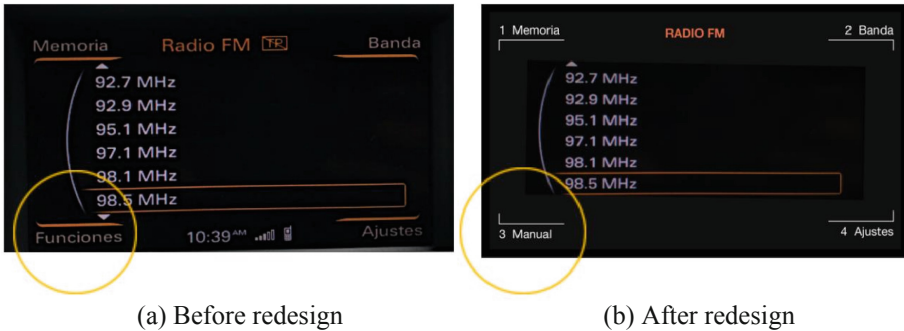 Memoria Radio FM TR Banda
92.7 MHz
92.9 MHz
95.1 MHz
97.1 MHz
98.1 MHz
98.5 MHz
Funciones 10:39 AM Ajustes
(a) Before redesign
1 Memoria RADIO FM 2 Banda
92.7 MHz
92.9 MHz
95.1 MHz
97.1 MHz
98.1 MHz
98.5 MHz
3 Manual 4 Ajustes
(b) After redesign